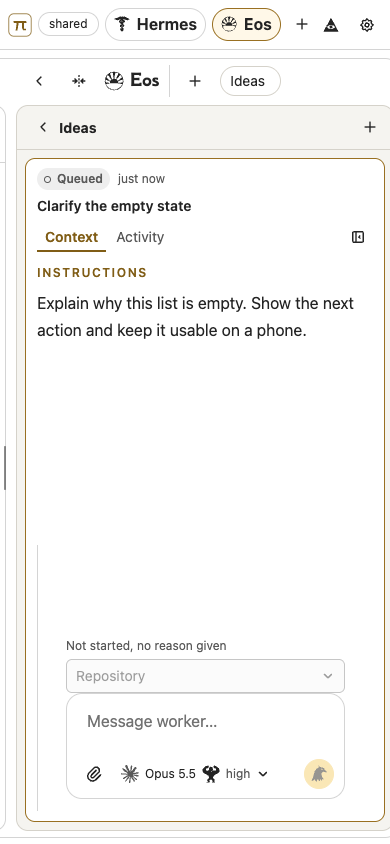 π
shared
Hermes
Eos
Eos
Ideas
Ideas
Queued
just now
Clarify the empty state
Context
Activity
INSTRUCTIONS
Explain why this list is empty. Show the next
action and keep it usable on a phone.
Not started, no reason given
Repository
Message worker...
Opus 5.5
high